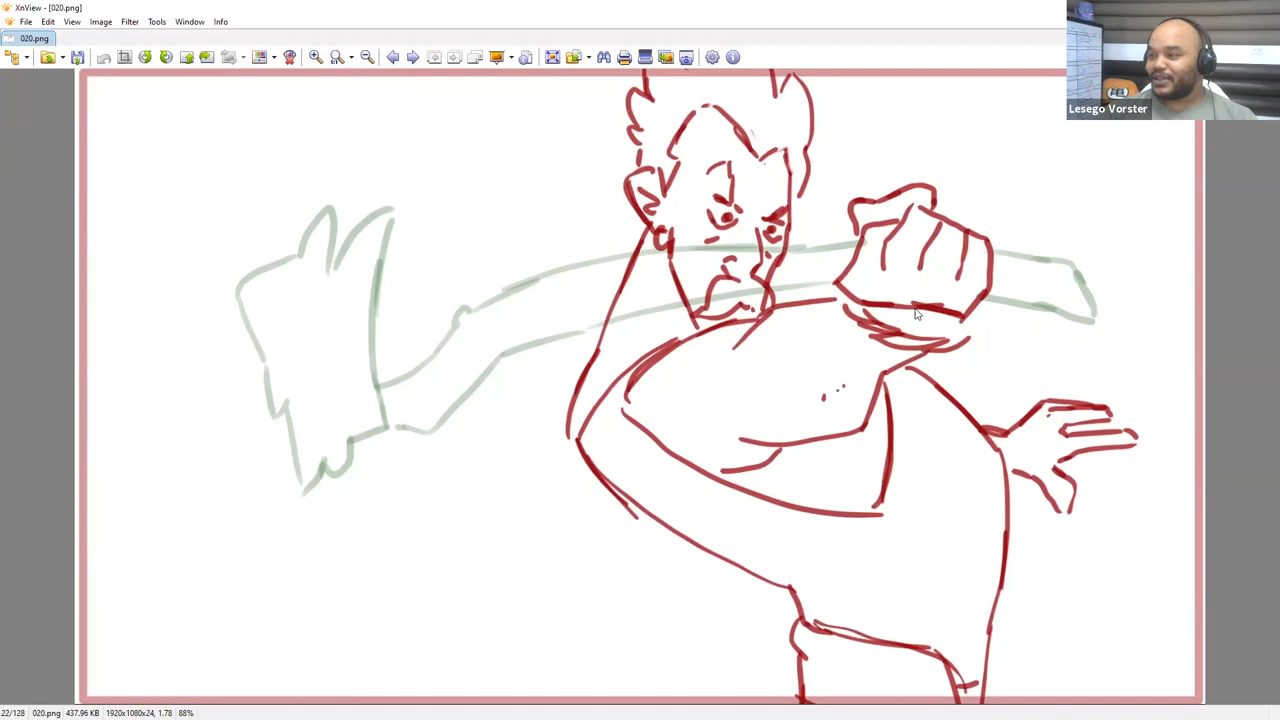 XnView - [020.png]
File Edit View Image Filter Tools Window Info
020.png
Lesego Vorster
22/128 020.png 437.96 KB 1920x1080x24, 1.78 88%